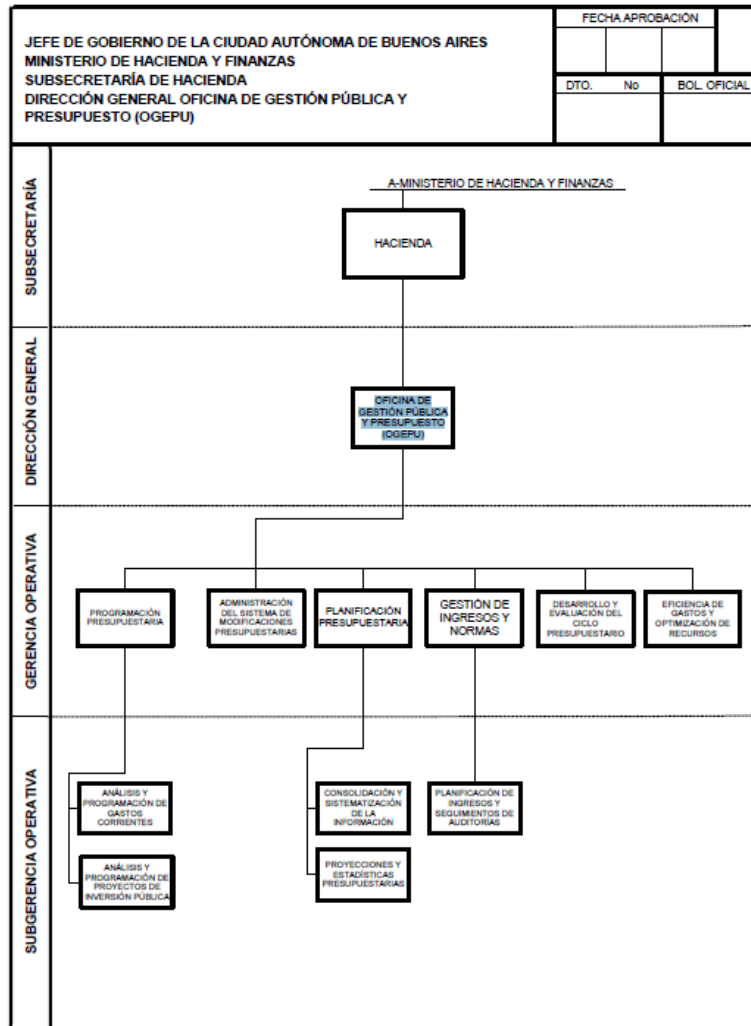 JEFE DE GOBIERNO DE LA CIUDAD AUTÓNOMA DE BUENOS AIRES
MINISTERIO DE HACIENDA Y FINANZAS
SUBSECRETARÍA DE HACIENDA
DIRECCIÓN GENERAL OFICINA DE GESTIÓN PÚBLICA Y
PRESUPUESTO (OGEPU)
FECHA APROBACIÓN
DTO. No BOL. OFICIAL
SUBSECRETARÍA
A-MINISTERIO DE HACIENDA Y FINANZAS
HACIENDA
DIRECCIÓN GENERAL
OFICINA DE
GESTIÓN PÚBLICA
Y PRESUPUESTO
(OGEPU)
GERENCIA OPERATIVA
PROGRAMACIÓN
PRESUPUESTARIA
ADMINISTRACIÓN
DEL SISTEMA DE
MODIFICACIONES
PRESUPUESTARIAS
PLANIFICACIÓN
PRESUPUESTARIA
GESTIÓN DE
INGRESOS Y
NORMAS
DESARROLLO Y
EVALUACIÓN DEL
CICLO
PRESUPUESTARIO
EFICIENCIA DE
GASTOS Y
OPTIMIZACIÓN DE
RECURSOS
SUBGERENCIA OPERATIVA
ANÁLISIS Y
PROGRAMACIÓN DE
GASTOS
CORRIENTES
ANÁLISIS Y
PROGRAMACIÓN DE
PROYECTOS DE
INVERSIÓN PÚBLICA
CONSOLIDACIÓN Y
SISTEMATIZACIÓN
DE LA
INFORMACIÓN
PROYECCIONES Y
ESTADÍSTICAS
PRESUPUESTARIAS
PLANIFICACIÓN DE
INGRESOS Y
SEGUIMIENTOS DE
AUDITORÍAS